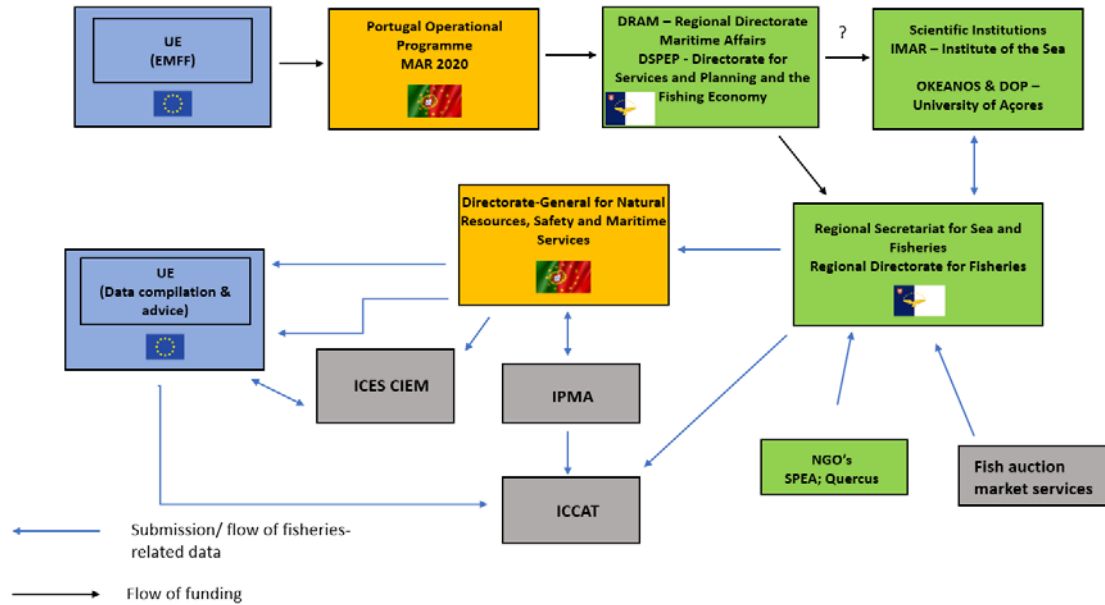 UE
(EMFF)
Portugal Operational
Programme
MAR 2020
DRAM – Regional Directorate
Maritime Affairs
DSPEP - Directorate for
Services and Planning and the
Fishing Economy
?
Scientific Institutions
IMAR – Institute of the Sea
OKEANOS & DOP –
University of Açores
Directorate-General for Natural
Resources, Safety and Maritime
Services
Regional Secretariat for Sea and
Fisheries
Regional Directorate for Fisheries
UE
(Data compilation &
advice)
ICES CIEM
IPMA
NGO's
SPEA; Quercus
Fish auction
market services
ICCAT
Submission/ flow of fisheries-
related data
Flow of funding